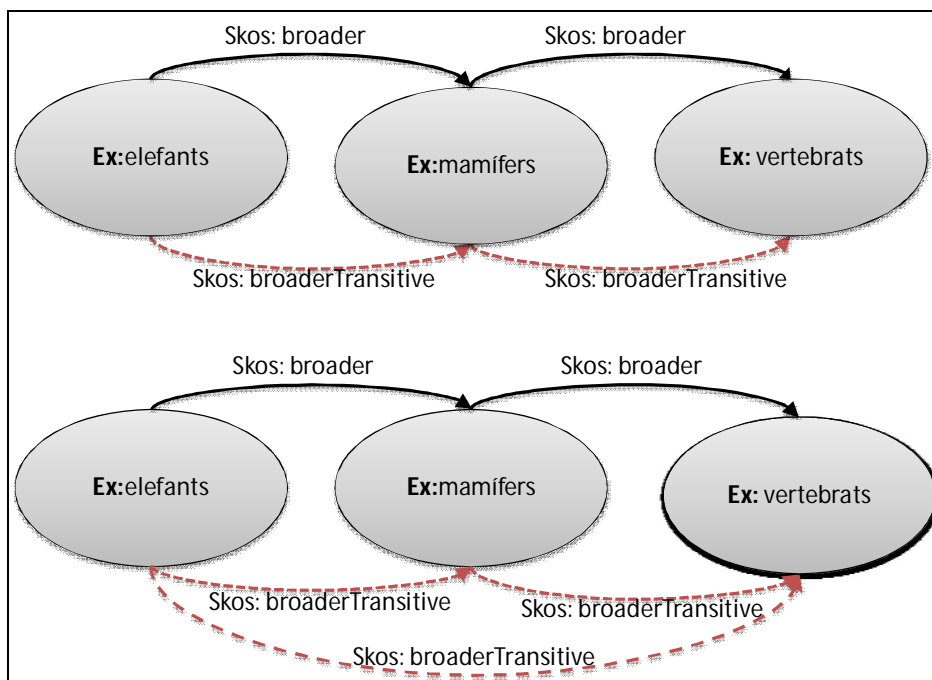 Skos: broader Skos: broader
Ex:elefants Ex:mamífers Ex: vertebrats
Skos: broaderTransitive Skos: broaderTransitive
Skos: broader Skos: broader
Ex:elefants Ex:mamífers Ex: vertebrats
Skos: broaderTransitive Skos: broaderTransitive
Skos: broaderTransitive